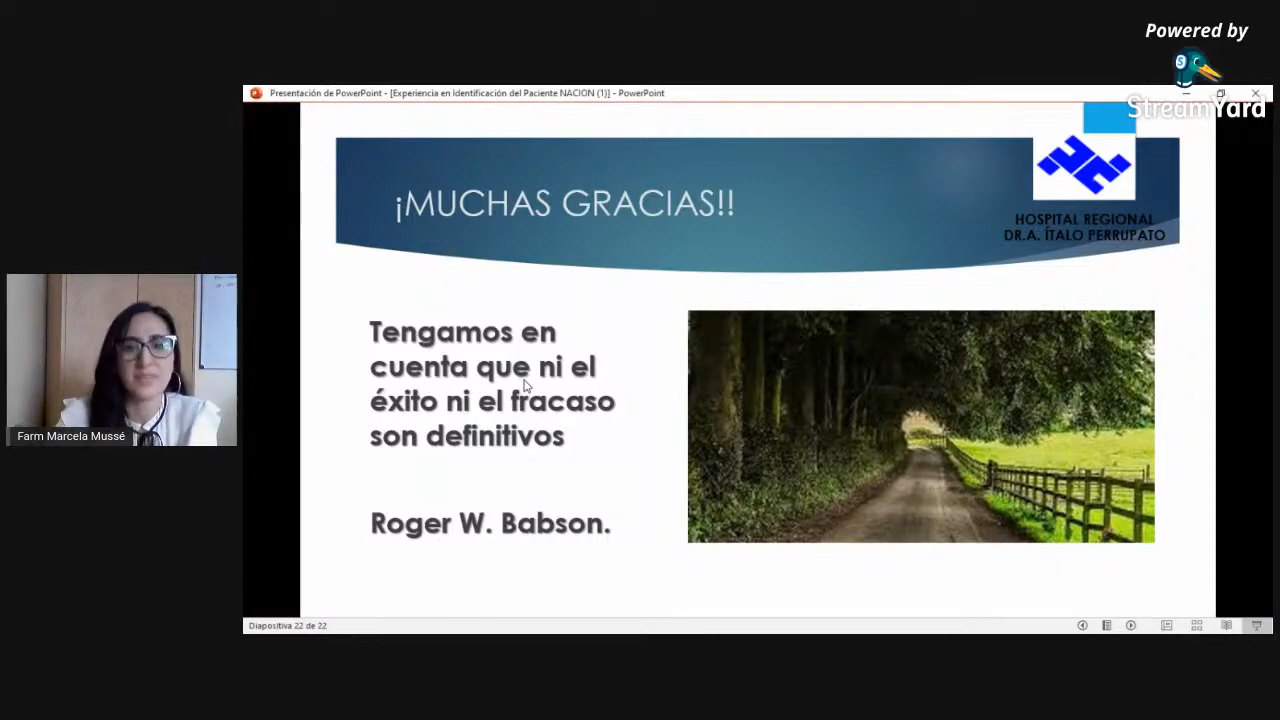 Powered by
StreamYard
Presentación de PowerPoint - [Experiencia en Identificación del Paciente NACION (1)] - PowerPoint
¡MUCHAS GRACIAS!!
HOSPITAL REGIONAL
DR.A. ÍTALO PERRUPATO
Tengamos en
cuenta que ni el
éxito ni el fracaso
son definitivos
Roger W. Babson.
Farm Marcela Mussé
Diapositiva 22 de 22